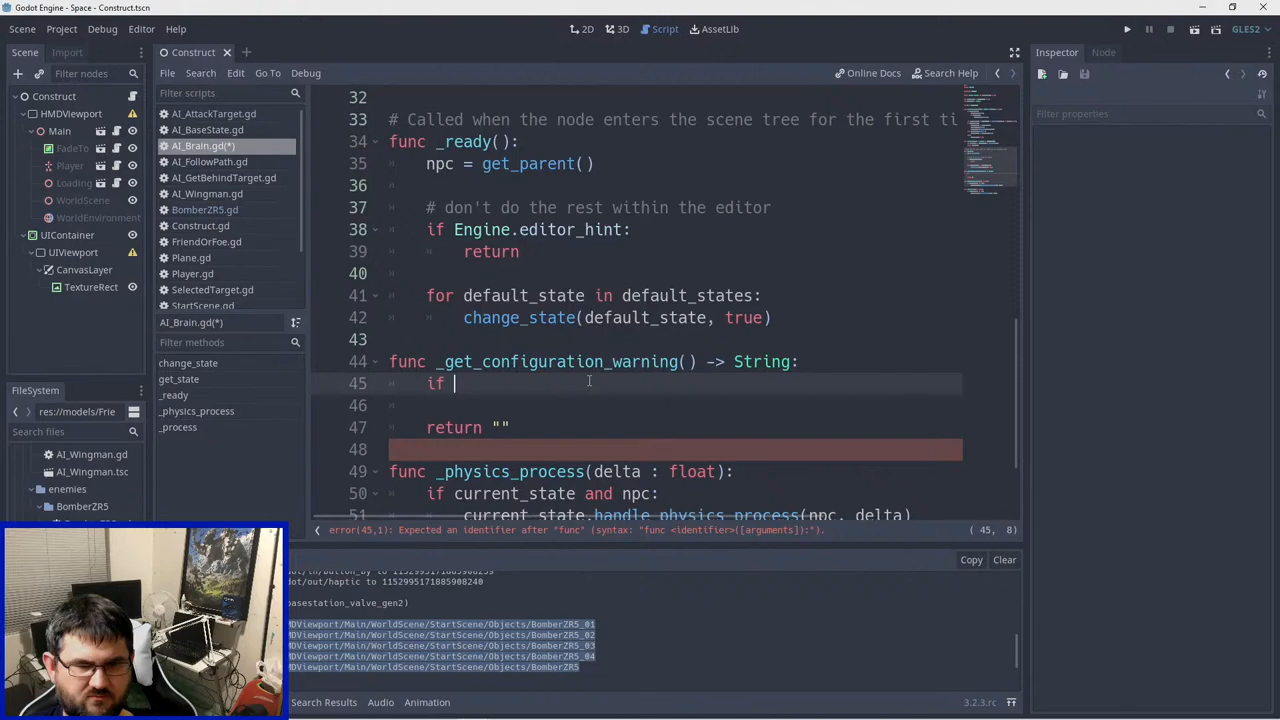 Godot Engine - Space - Construct.tscn
Scene Project Debug Editor Help
2D 3D Script AssetLib
GLES2
Scene Import
Filter nodes
Construct
HMDViewport
Main
FadeTo
Player
Loading
WorldScene
WorldEnvironment
UIContainer
UIViewport
CanvasLayer
TextureRect
FileSystem
res://models/Frie
Search files
AI_Wingman.gd
AI_Wingman.tsc
enemies
BomberZR5
Construct
File Search Edit Go To Debug
Online Docs Search Help
Filter scripts
AI_AttackTarget.gd
AI_BaseState.gd
AI_Brain.gd(*)
AI_FollowPath.gd
AI_GetBehindTarget.gd
AI_Wingman.gd
BomberZR5.gd
Construct.gd
FriendOrFoe.gd
Plane.gd
Player.gd
SelectedTarget.gd
StartScene.gd
AI_Brain.gd(*)
Filter methods
change_state
get_state
_ready
_physics_process
_process
32
33 # Called when the node enters the scene tree for the first ti
34 func _ready():
35 npc = get_parent()
36
37 # don't do the rest within the editor
38 if Engine.editor_hint:
39 return
40
41 for default_state in default_states:
42 change_state(default_state, true)
43
44 func _get_configuration_warning() -> String:
45 if
46
47 return ""
48
49 func _physics_process(delta : float):
50 if current_state and npc:
51 current_state.handle_physics_process(npc, delta)
error(45,1): Expected an identifier after "func" (syntax: "func <identifier>([arguments]):").
( 45, 8)
Copy Clear
dot/out/haptic to 1152995171885908240
basestation_valve_gen2)
MDViewport/Main/WorldScene/StartScene/Objects/BomberZR5_01
MDViewport/Main/WorldScene/StartScene/Objects/BomberZR5_02
MDViewport/Main/WorldScene/StartScene/Objects/BomberZR5_03
MDViewport/Main/WorldScene/StartScene/Objects/BomberZR5_04
MDViewport/Main/WorldScene/StartScene/Objects/BomberZR5
Search Results Audio Animation
3.2.3.rc
Inspector Node
Filter properties